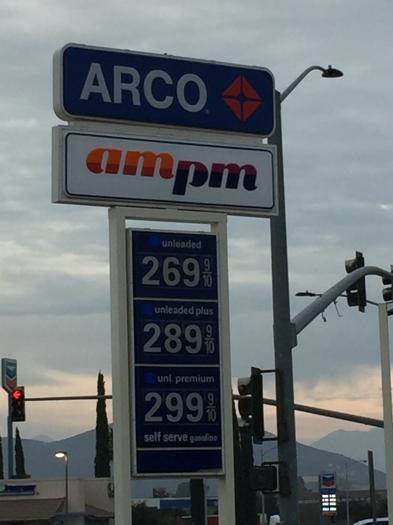 ARCO
ampm
unleaded
269 9/10
unleaded plus
289 9/10
unl. premium
299 9/10
self serve gasoline